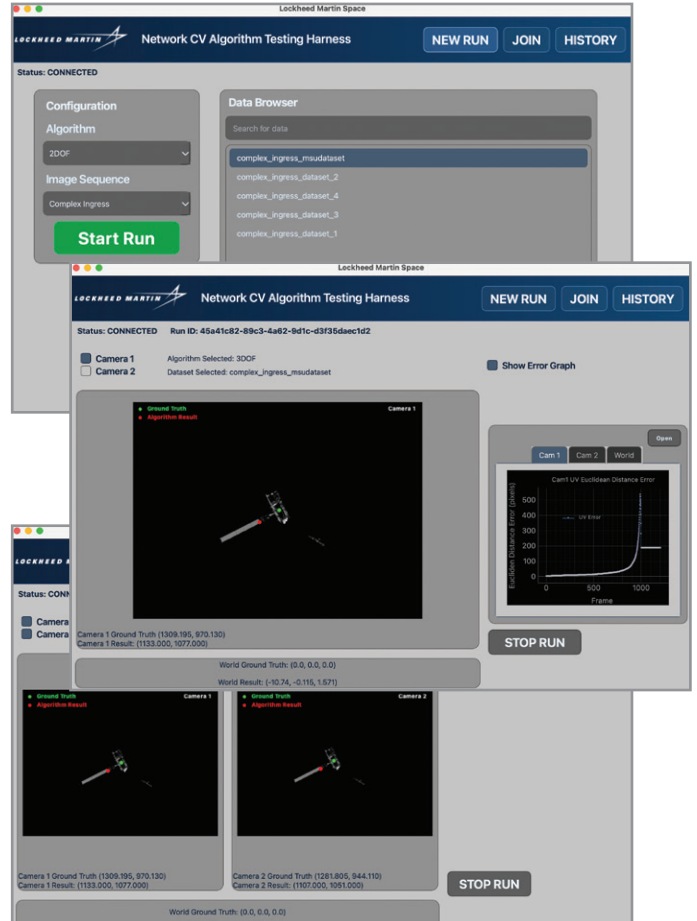 Lockheed Martin Space
LOCKHEED MARTIN
Network CV Algorithm Testing Harness
NEW RUN
JOIN
HISTORY
Status: CONNECTED
Configuration
Algorithm
2DOF
Image Sequence
Complex Ingress
Start Run
Data Browser
Search for data
complex_ingress_msudataset
complex_ingress_dataset_2
complex_ingress_dataset_4
complex_ingress_dataset_3
complex_ingress_dataset_1
Lockheed Martin Space
LOCKHEED MARTIN
Network CV Algorithm Testing Harness
NEW RUN
JOIN
HISTORY
Status: CONNECTED Run ID: 45a41c82-89c3-4a62-9d1c-d3f35daec1d2
Camera 1
Camera 2
Algorithm Selected: 3DOF
Dataset Selected: complex_ingress_msudataset
Show Error Graph
Ground Truth
Algorithm Result
Camera 1
Camera 1 Ground Truth (1309.195, 970.130)
Camera 1 Result: (1133.000, 1077.000)
World Ground Truth: (0.0, 0.0, 0.0)
World Result: (-10.74, -0.115, 1.571)
Open
Cam 1
Cam 2
World
Cam1 UV Euclidean Distance Error
Euclidean Distance Error (pixels)
500
400
300
200
100
0
UV Error
0
500
1000
Frame
STOP RUN
LOCKHEED
Status: CONN
Camera
Camera
Ground Truth
Algorithm Result
Camera 1
Camera 1 Ground Truth (1309.195, 970.130)
Camera 1 Result: (1133.000, 1077.000)
Ground Truth
Algorithm Result
Camera 2
Camera 2 Ground Truth (1281.805, 944.110)
Camera 2 Result: (1107.000, 1051.000)
STOP RUN
World Ground Truth: (0.0, 0.0, 0.0)